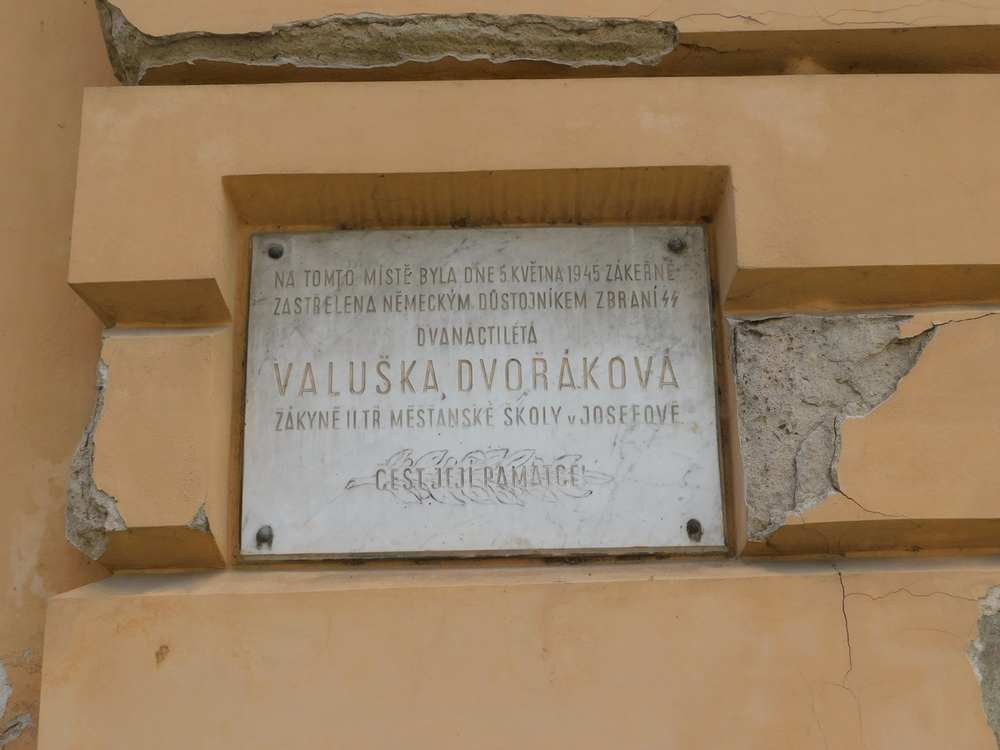 NA TOMTO MÍSTĚ BYLA DNE 5. KVĚTNA 1945 ZÁKEŘNĚ
ZASTŘELENA NĚMECKÝM DŮSTOJNÍKEM ZBRANÍ SS
DVANÁCTILETÁ
VALUŠKA DVOŘÁKOVÁ
ŽÁKYNĚ II. TŘ. MĚŠŤANSKÉ ŠKOLY v JOSEFOVĚ
ČEST JEJÍ PAMÁTCE!